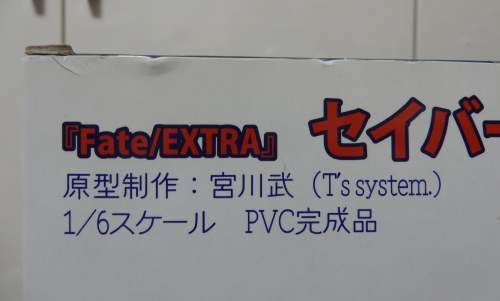 『Fate/EXTRA』 セイバー
原型制作：宮川武（T's system.）
1/6スケール　PVC完成品